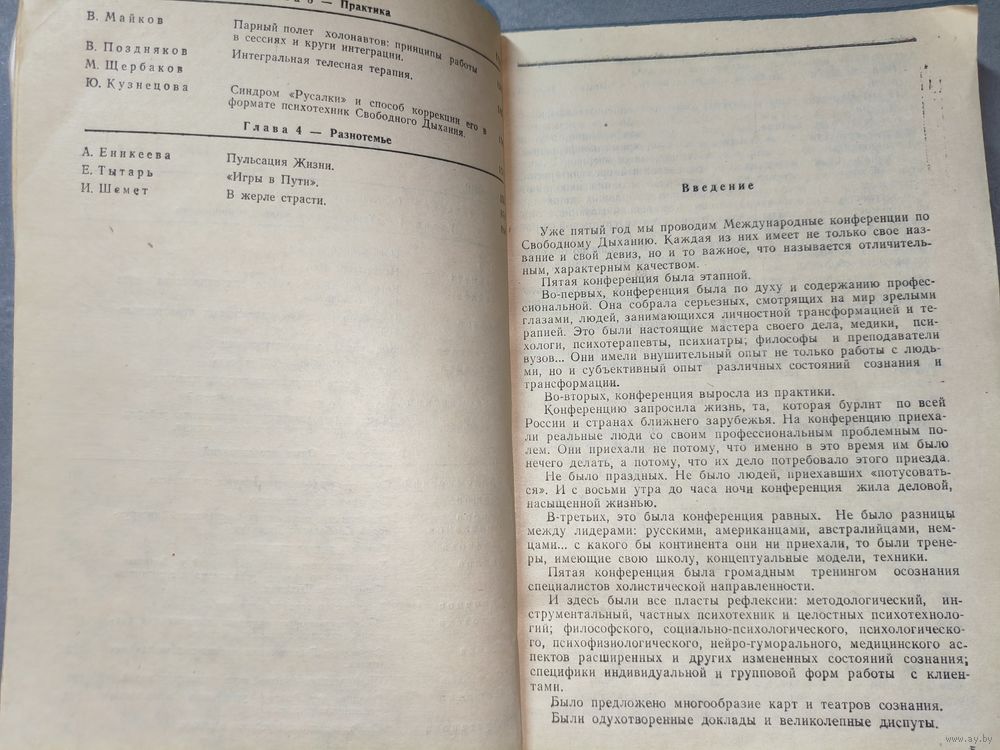 а 3 — Практика
В. Майков
Парный полет холонавтов: принципы работы
в сессиях и круги интеграции.
В. Поздняков
Интегральная телесная терапия.
М. Щербаков
Ю. Кузнецова
Синдром «Русалки» и способ коррекции его в
формате психотехник Свободного Дыхания.
Глава 4 — Разнотемье
А. Еникеева
Пульсация Жизни.
Е. Тытарь
«Игры в Пути».
И. Шемет
В жерле страсти.
Введение
Уже пятый год мы проводим Международные конференции по
Свободному Дыханию. Каждая из них имеет не только свое наз-
вание и свой девиз, но и то важное, что называется отличитель-
ным, характерным качеством.
Пятая конференция была этапной.
Во-первых, конференция была по духу и содержанию профес-
сиональной. Она собрала серьезных, смотрящих на мир зрелыми
глазами, людей, занимающихся личностной трансформацией и те-
рапией. Это были настоящие мастера своего дела, медики, пси-
хологи, психотерапевты, психиатры; философы и преподаватели
вузов... Они имели внушительный опыт не только работы с людь-
ми, но и субъективный опыт различных состояний сознания и
трансформации.
Во-вторых, конференция выросла из практики.
Конференцию запросила жизнь, та, которая бурлит по всей
России и странах ближнего зарубежья. На конференцию приеха-
ли реальные люди со своим профессиональным проблемным по-
лем. Они приехали не потому, что именно в это время им было
нечего делать, а потому, что их дело потребовало этого приезда.
Не было праздных. Не было людей, приехавших «потусовать-
ся». И с восьми утра до часа ночи конференция жила деловой,
насыщенной жизнью.
В-третьих, это была конференция равных. Не было разницы
между лидерами: русскими, американцами, австралийцами, нем-
цами... с какого бы континента они ни приехали, то были трене-
ры, имеющие свою школу, концептуальные модели, техники.
Пятая конференция была громадным тренингом осознания
специалистов холистической направленности.
И здесь были все пласты рефлексии: методологический, ин-
струментальный, частных психотехник и целостных психотехноло-
гий; философского, социально-психологического, психологическо-
го, психофизиологического, нейро-гуморального, медицинского ас-
пектов расширенных и других измененных состояний сознания;
специфики индивидуальной и групповой форм работы с клиен-
тами.
Было предложено многообразие карт и театров сознания.
Были одухотворенные доклады и великолепные диспуты.
www.ay.by